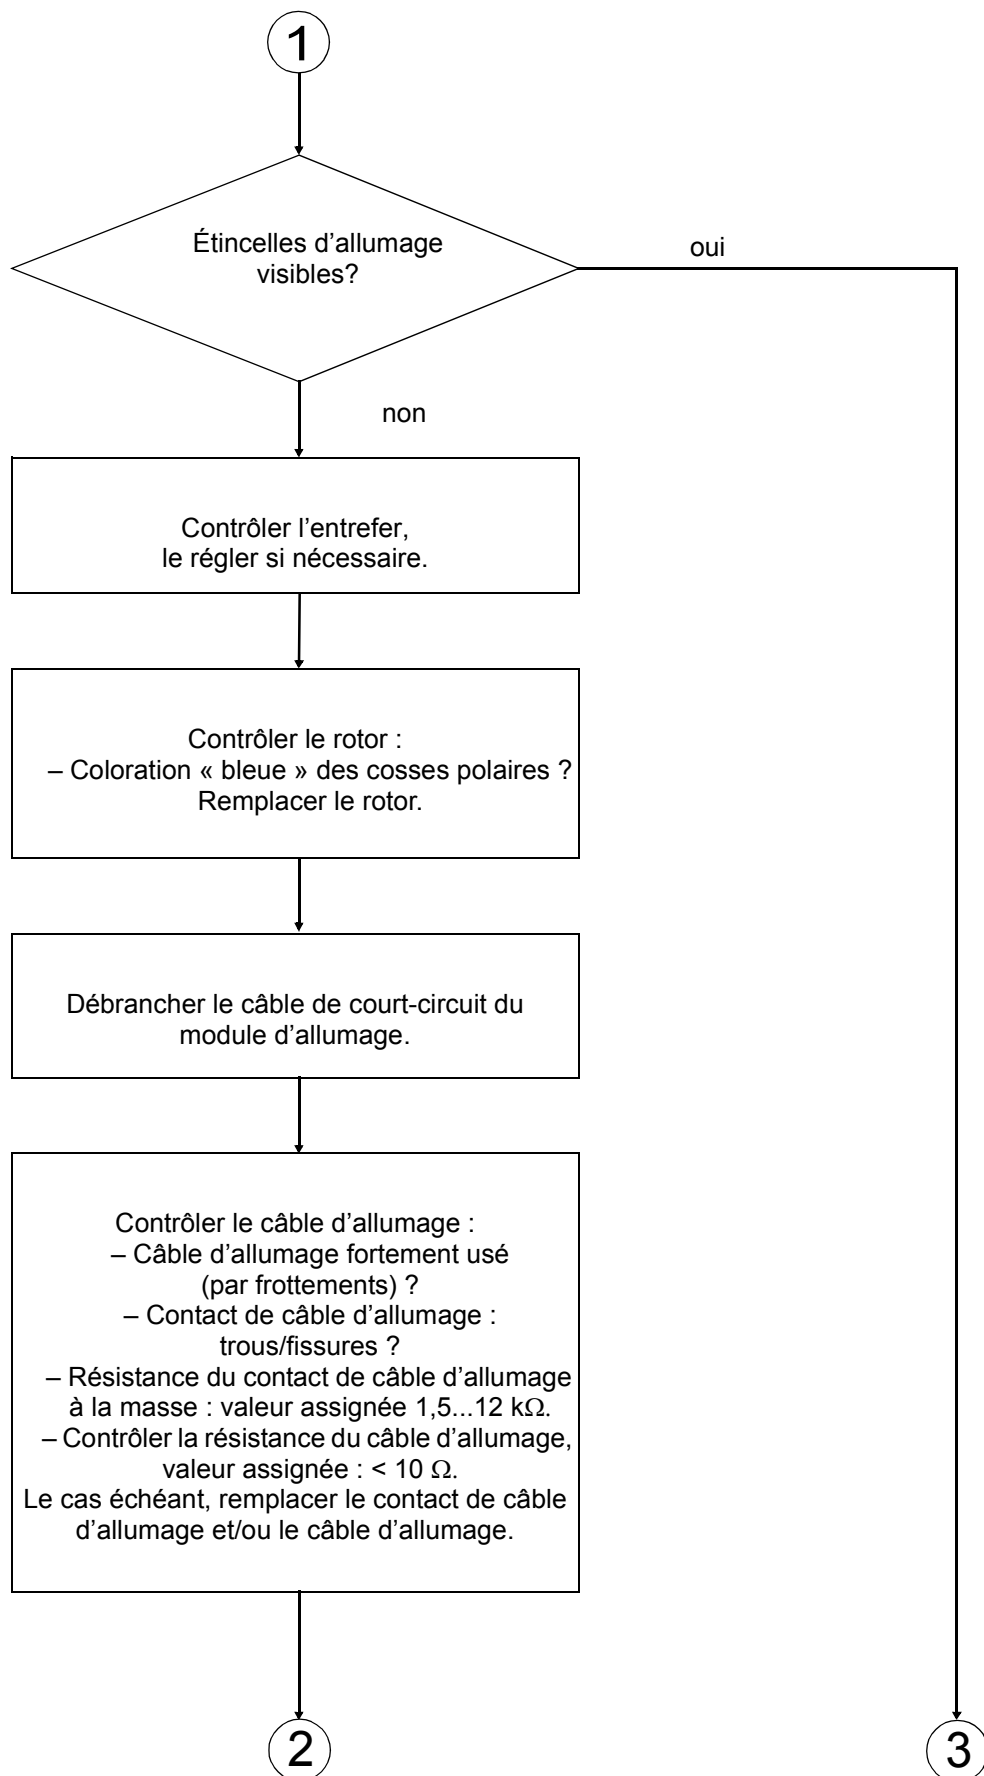 1
Étincelles d’allumage
visibles?
oui
non
Contrôler l’entrefer,
le régler si nécessaire.
Contrôler le rotor :
– Coloration « bleue » des cosses polaires ?
Remplacer le rotor.
Débrancher le câble de court-circuit du
module d’allumage.
Contrôler le câble d’allumage :
– Câble d’allumage fortement usé
(par frottements) ?
– Contact de câble d’allumage :
trous/fissures ?
– Résistance du contact de câble d’allumage
à la masse : valeur assignée 1,5...12 kΩ.
– Contrôler la résistance du câble d’allumage,
valeur assignée : < 10 Ω.
Le cas échéant, remplacer le contact de câble
d’allumage et/ou le câble d’allumage.
2
3